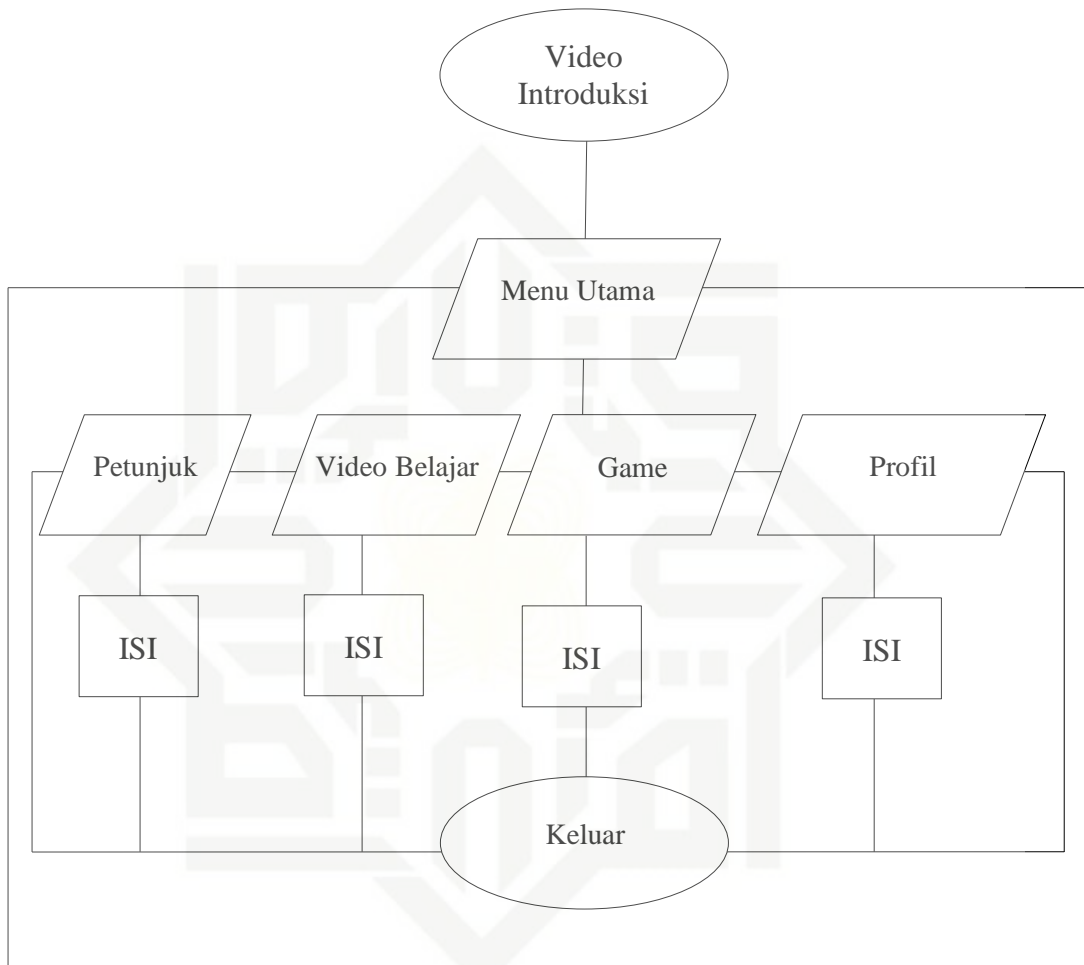 Video
Introduksi
Menu Utama
Petunjuk
Video Belajar
Game
Profil
ISI
ISI
ISI
ISI
Keluar